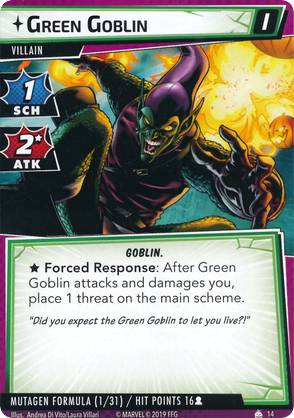 GREEN GOBLIN
I
VILLAIN
1
SCH
2★
ATK
GOBLIN.
★ Forced Response: After Green
Goblin attacks and damages you,
place 1 threat on the main scheme.
"Did you expect the Green Goblin to let you live?!"
MUTAGEN FORMULA (1/31) / HIT POINTS 16
Illus. Andrea Di Vito/Laura Villari
© MARVEL © 2019 FFG
14